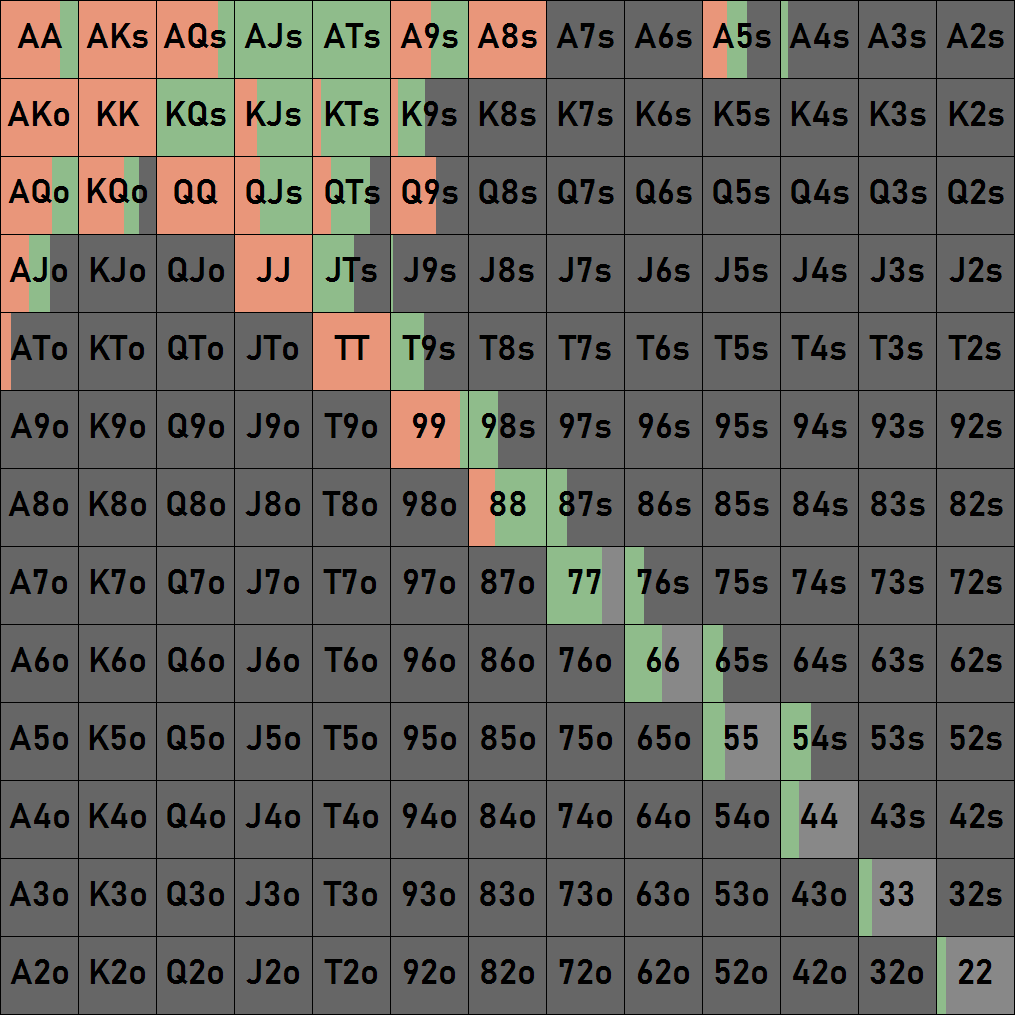 AA AKs AQs AJs ATs A9s A8s A7s A6s A5s A4s A3s A2s
AKo KK KQs KJs KTs K9s K8s K7s K6s K5s K4s K3s K2s
AQo KQo QQ QJs QTs Q9s Q8s Q7s Q6s Q5s Q4s Q3s Q2s
AJo KJo QJo JJ JTs J9s J8s J7s J6s J5s J4s J3s J2s
ATo KTo QTo JTo TT T9s T8s T7s T6s T5s T4s T3s T2s
A9o K9o Q9o J9o T9o 99 98s 97s 96s 95s 94s 93s 92s
A8o K8o Q8o J8o T8o 98o 88 87s 86s 85s 84s 83s 82s
A7o K7o Q7o J7o T7o 97o 87o 77 76s 75s 74s 73s 72s
A6o K6o Q6o J6o T6o 96o 86o 76o 66 65s 64s 63s 62s
A5o K5o Q5o J5o T5o 95o 85o 75o 65o 55 54s 53s 52s
A4o K4o Q4o J4o T4o 94o 84o 74o 64o 54o 44 43s 42s
A3o K3o Q3o J3o T3o 93o 83o 73o 63o 53o 43o 33 32s
A2o K2o Q2o J2o T2o 92o 82o 72o 62o 52o 42o 32o 22